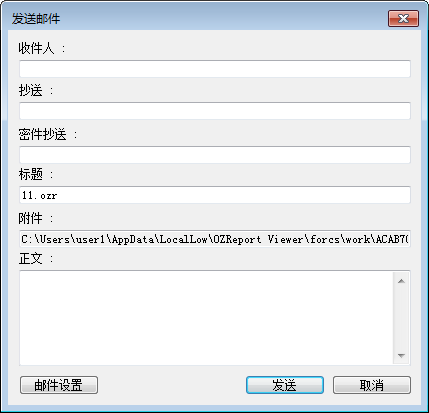 发送邮件
收件人 :
抄送 :
密件抄送 :
标题 :
11.ozr
附件 :
C:\Users\user1\AppData\LocalLow\OZReport Viewer\forcs\work\ACAB7(
正文 :
邮件设置 发送 取消